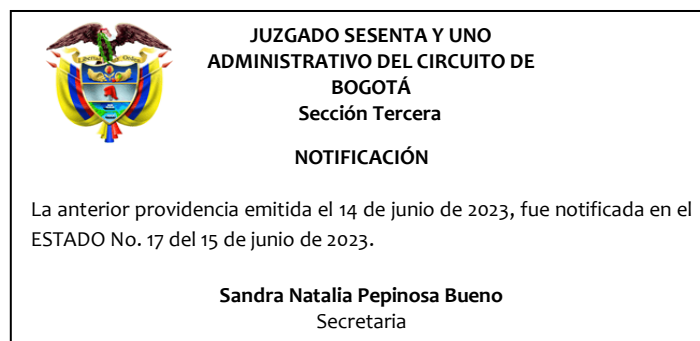 JUZGADO SESENTA Y UNO
ADMINISTRATIVO DEL CIRCUITO DE
BOGOTÁ
Sección Tercera
NOTIFICACIÓN
La anterior providencia emitida el 14 de junio de 2023, fue notificada en el
ESTADO No. 17 del 15 de junio de 2023.
Sandra Natalia Pepinosa Bueno
Secretaria